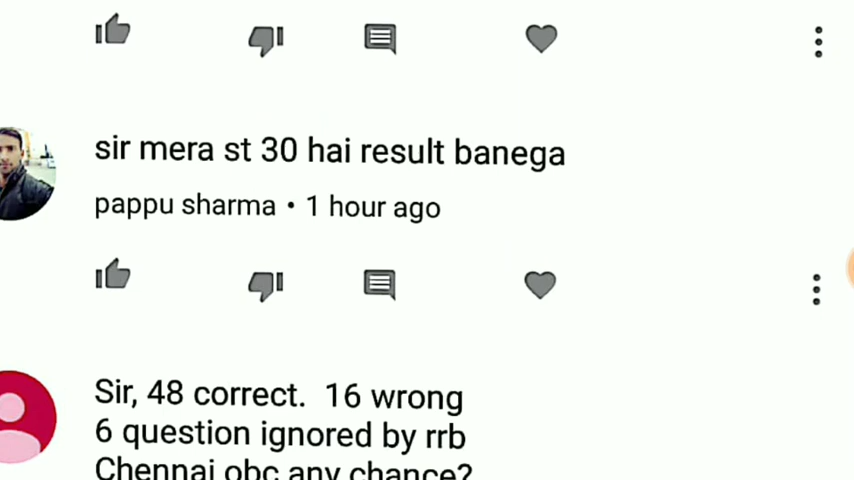 sir mera st 30 hai result banega
pappu sharma • 1 hour ago
Sir, 48 correct. 16 wrong
6 question ignored by rrb
Chennai obc any chance?